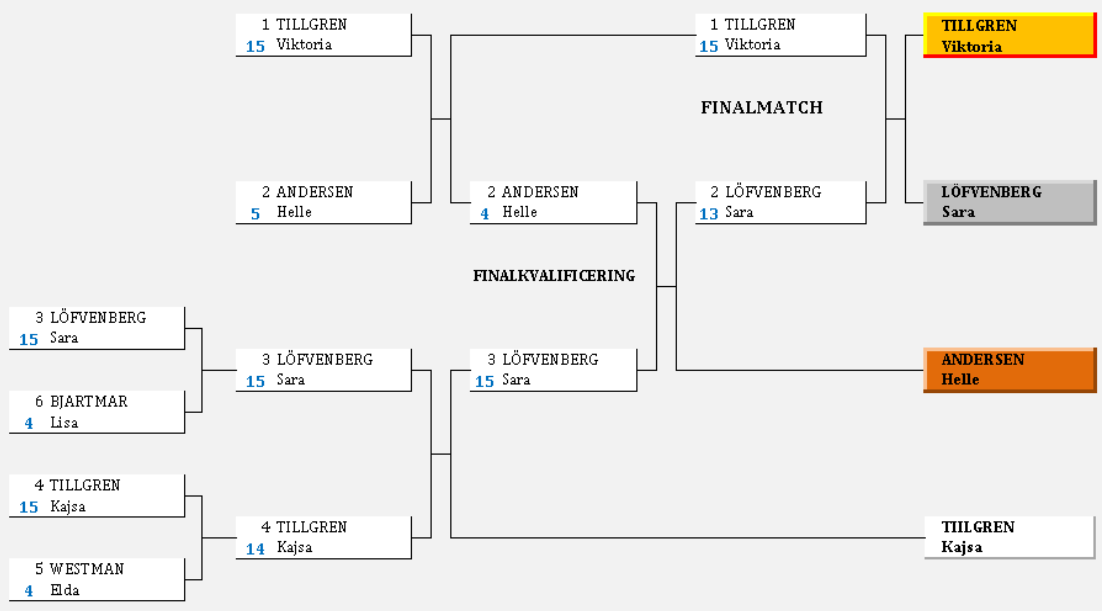 1 TILLGREN
15 Viktoria
1 TILLGREN
15 Viktoria
TILLGREN
Viktoria
FINALMATCH
2 ANDERSEN
5 Helle
2 ANDERSEN
4 Helle
2 LÖFVENBERG
13 Sara
LÖFVENBERG
Sara
FINALKVALIFICERING
3 LÖFVENBERG
15 Sara
3 LÖFVENBERG
15 Sara
3 LÖFVENBERG
15 Sara
ANDERSEN
Helle
6 BJARTMAR
4 Lisa
4 TILLGREN
15 Kajsa
4 TILLGREN
14 Kajsa
TIILGREN
Kajsa
5 WESTMAN
4 Elda